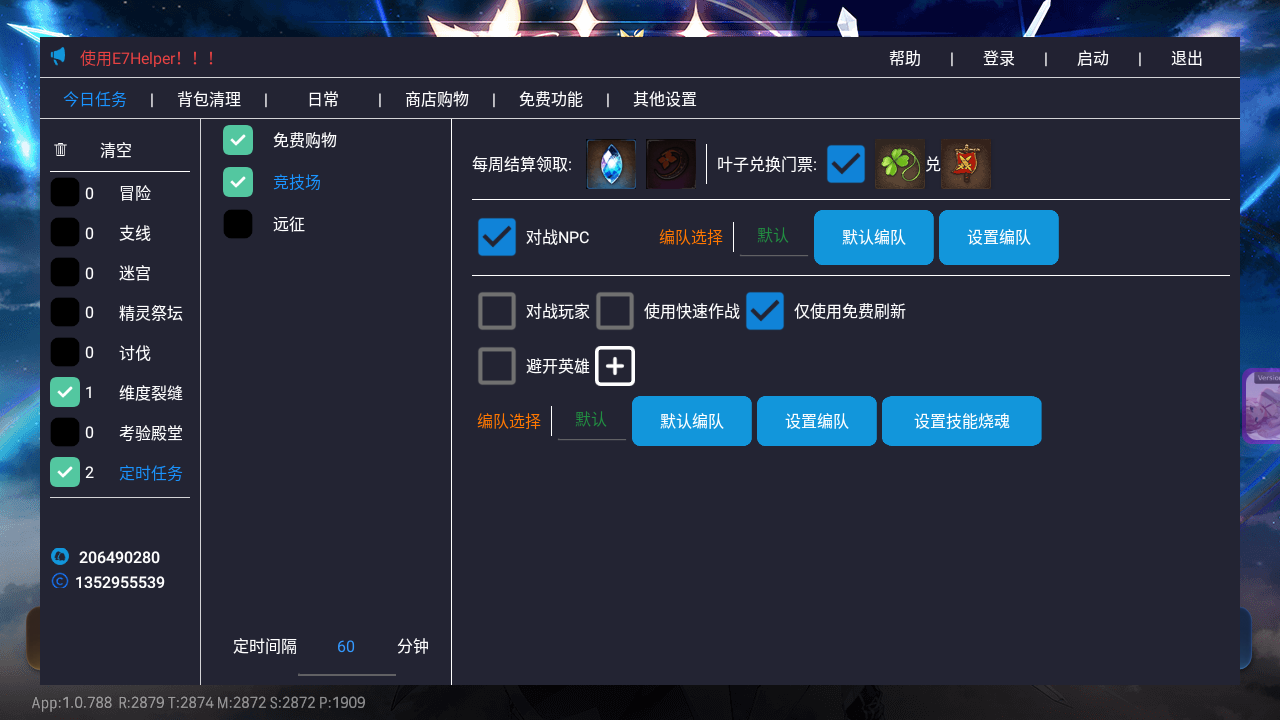 使用E7Helper！！！ 帮助 | 登录 | 启动 | 退出
今日任务 | 背包清理 | 日常 | 商店购物 | 免费功能 | 其他设置
清空
0 冒险
0 支线
0 迷宫
0 精灵祭坛
0 讨伐
1 维度裂缝
0 考验殿堂
2 定时任务
206490280
1352955539
免费购物
竞技场
远征
定时间隔 60 分钟
每周结算领取: 叶子兑换门票: 兑
对战NPC 编队选择 默认 默认编队 设置编队
对战玩家 使用快速作战 仅使用免费刷新
避开英雄
编队选择 默认 默认编队 设置编队 设置技能烧魂
Version
App:1.0.788 R:2879 T:2874 M:2872 S:2872 P:1909